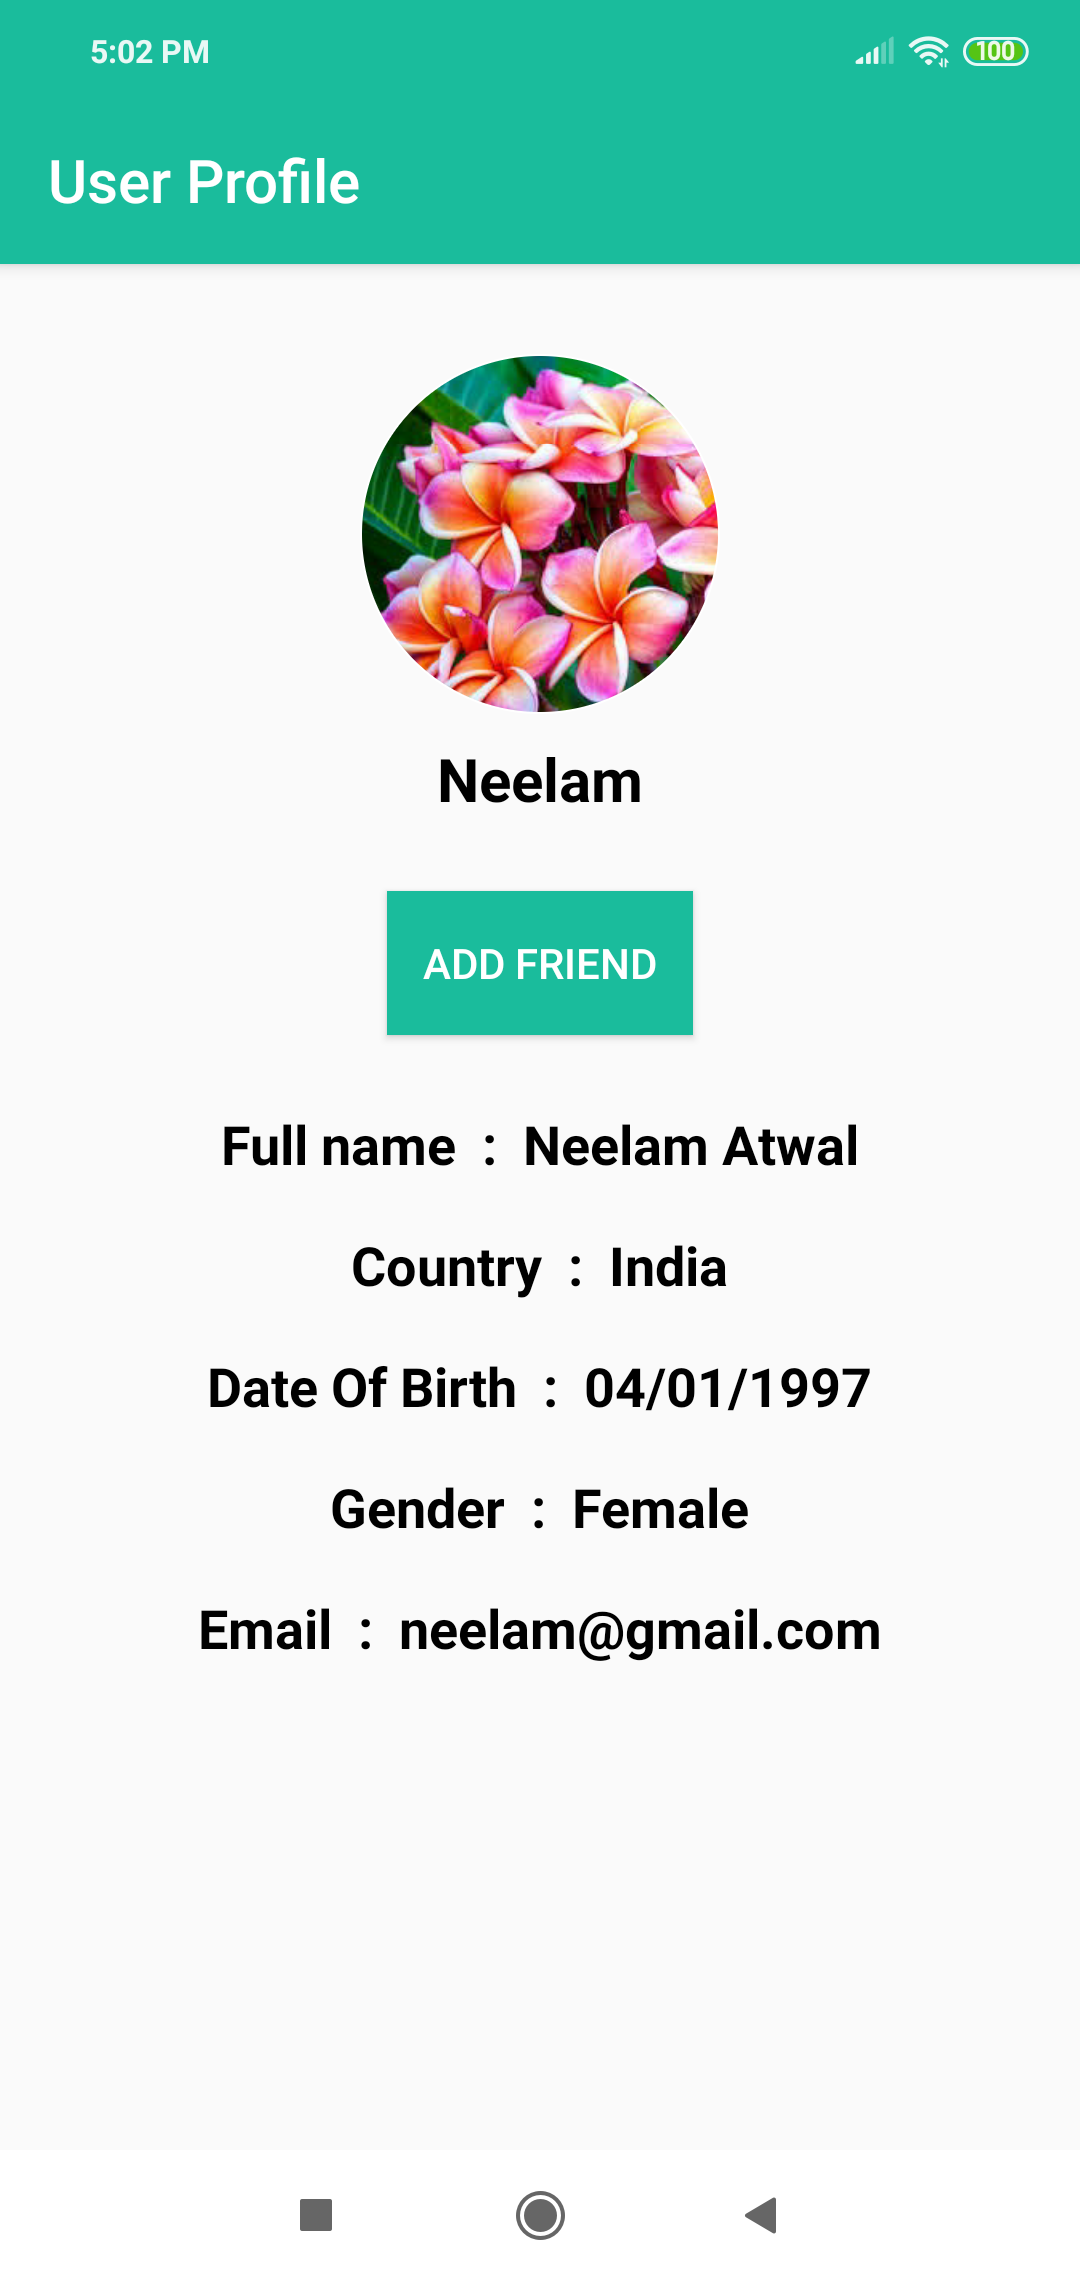 5:02 PM
100
User Profile
Neelam
ADD FRIEND
Full name : Neelam Atwal
Country : India
Date Of Birth : 04/01/1997
Gender : Female
Email : neelam@gmail.com